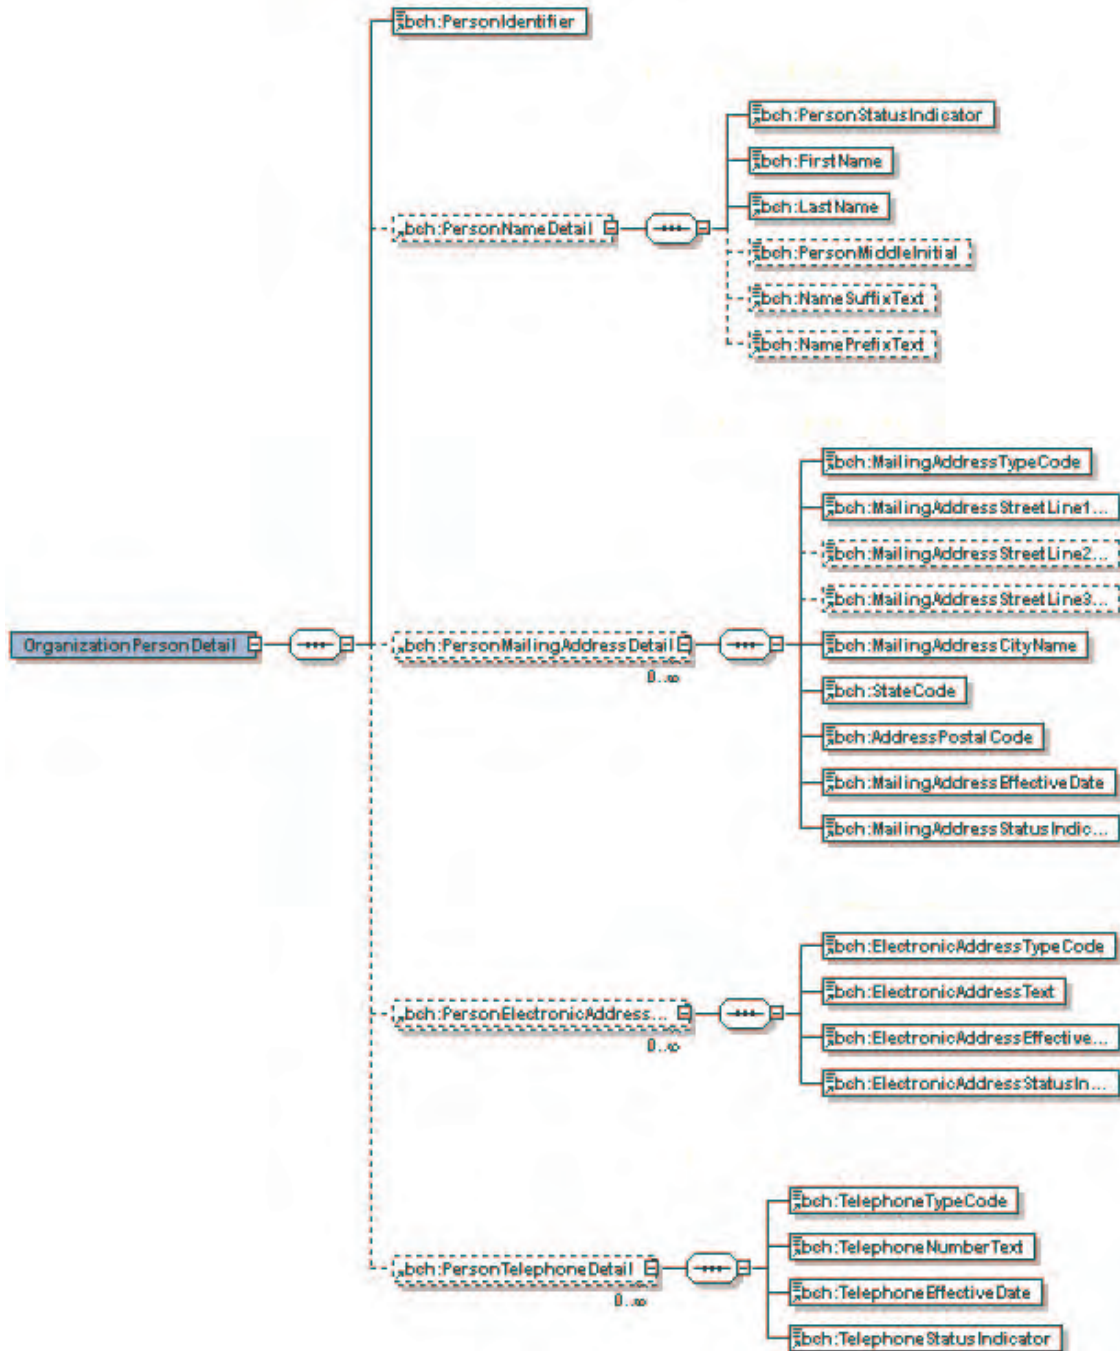 bch:PersonIdentifier
bch:PersonStatusIndicator
bch:FirstName
bch:LastName
bch:PersonNameDetail
bch:PersonMiddleInitial
bch:NameSuffixText
bch:NamePrefixText
bch:MailingAddressTypeCode
bch:MailingAddressStreetLine1...
bch:MailingAddressStreetLine2...
bch:MailingAddressStreetLine3...
OrganizationPersonDetail
bch:PersonMailingAddressDetail
0..∞
bch:MailingAddressCityName
bch:StateCode
bch:AddressPostalCode
bch:MailingAddressEffectiveDate
bch:MailingAddressStatusIndic...
bch:ElectronicAddressTypeCode
bch:ElectronicAddressText
bch:PersonElectronicAddress...
0..∞
bch:ElectronicAddressEffective...
bch:ElectronicAddressStatusIn...
bch:TelephoneTypeCode
bch:TelephoneNumberText
bch:PersonTelephoneDetail
0..∞
bch:TelephoneEffectiveDate
bch:TelephoneStatusIndicator